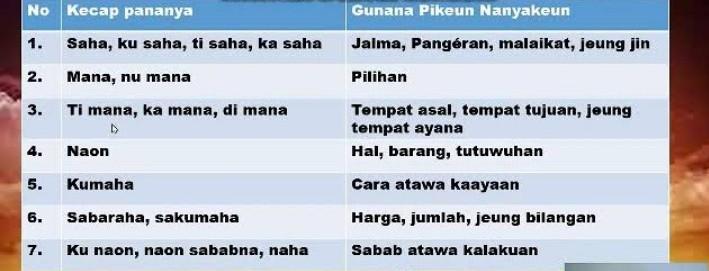 No Kecap pananya Gunana Pikeun Nanyakeun
1. Saha, ku saha, ti saha, ka saha Jalma, Pangéran, malaikat, jeung jin
2. Mana, nu mana Pilihan
3. Ti mana, ka mana, di mana Tempat asal, tempat tujuan, jeung
tempat ayana
4. Naon Hal, barang, tutuwuhan
5. Kumaha Cara atawa kaayaan
6. Sabaraha, sakumaha Harga, jumlah, jeung bilangan
7. Ku naon, naon sababna, naha Sabab atawa kalakuan